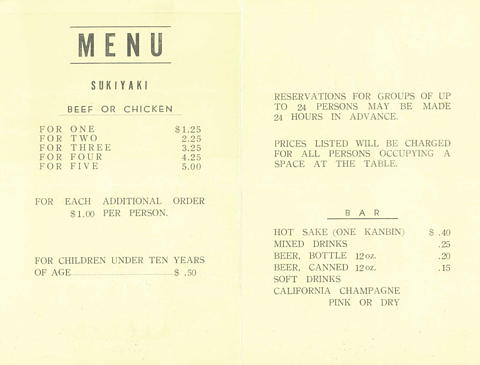 MENU
SUKIYAKI
BEEF OR CHICKEN
FOR ONE $1.25
FOR TWO 2.25
FOR THREE 3.25
FOR FOUR 4.25
FOR FIVE 5.00
FOR EACH ADDITIONAL ORDER
$1.00 PER PERSON.
FOR CHILDREN UNDER TEN YEARS
OF AGE $ .50
RESERVATIONS FOR GROUPS OF UP
TO 24 PERSONS MAY BE MADE
24 HOURS IN ADVANCE.
PRICES LISTED WILL BE CHARGED
FOR ALL PERSONS OCCUPYING A
SPACE AT THE TABLE.
BAR
HOT SAKE (ONE KANBIN) $ .40
MIXED DRINKS .25
BEER, BOTTLE 12 oz. .20
BEER, CANNED 12 oz. .15
SOFT DRINKS
CALIFORNIA CHAMPAGNE
PINK OR DRY